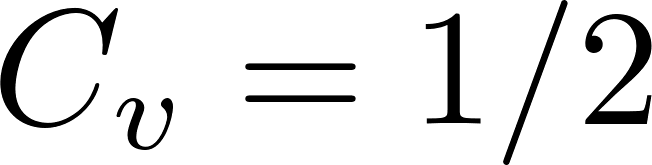 C_v = 1/2